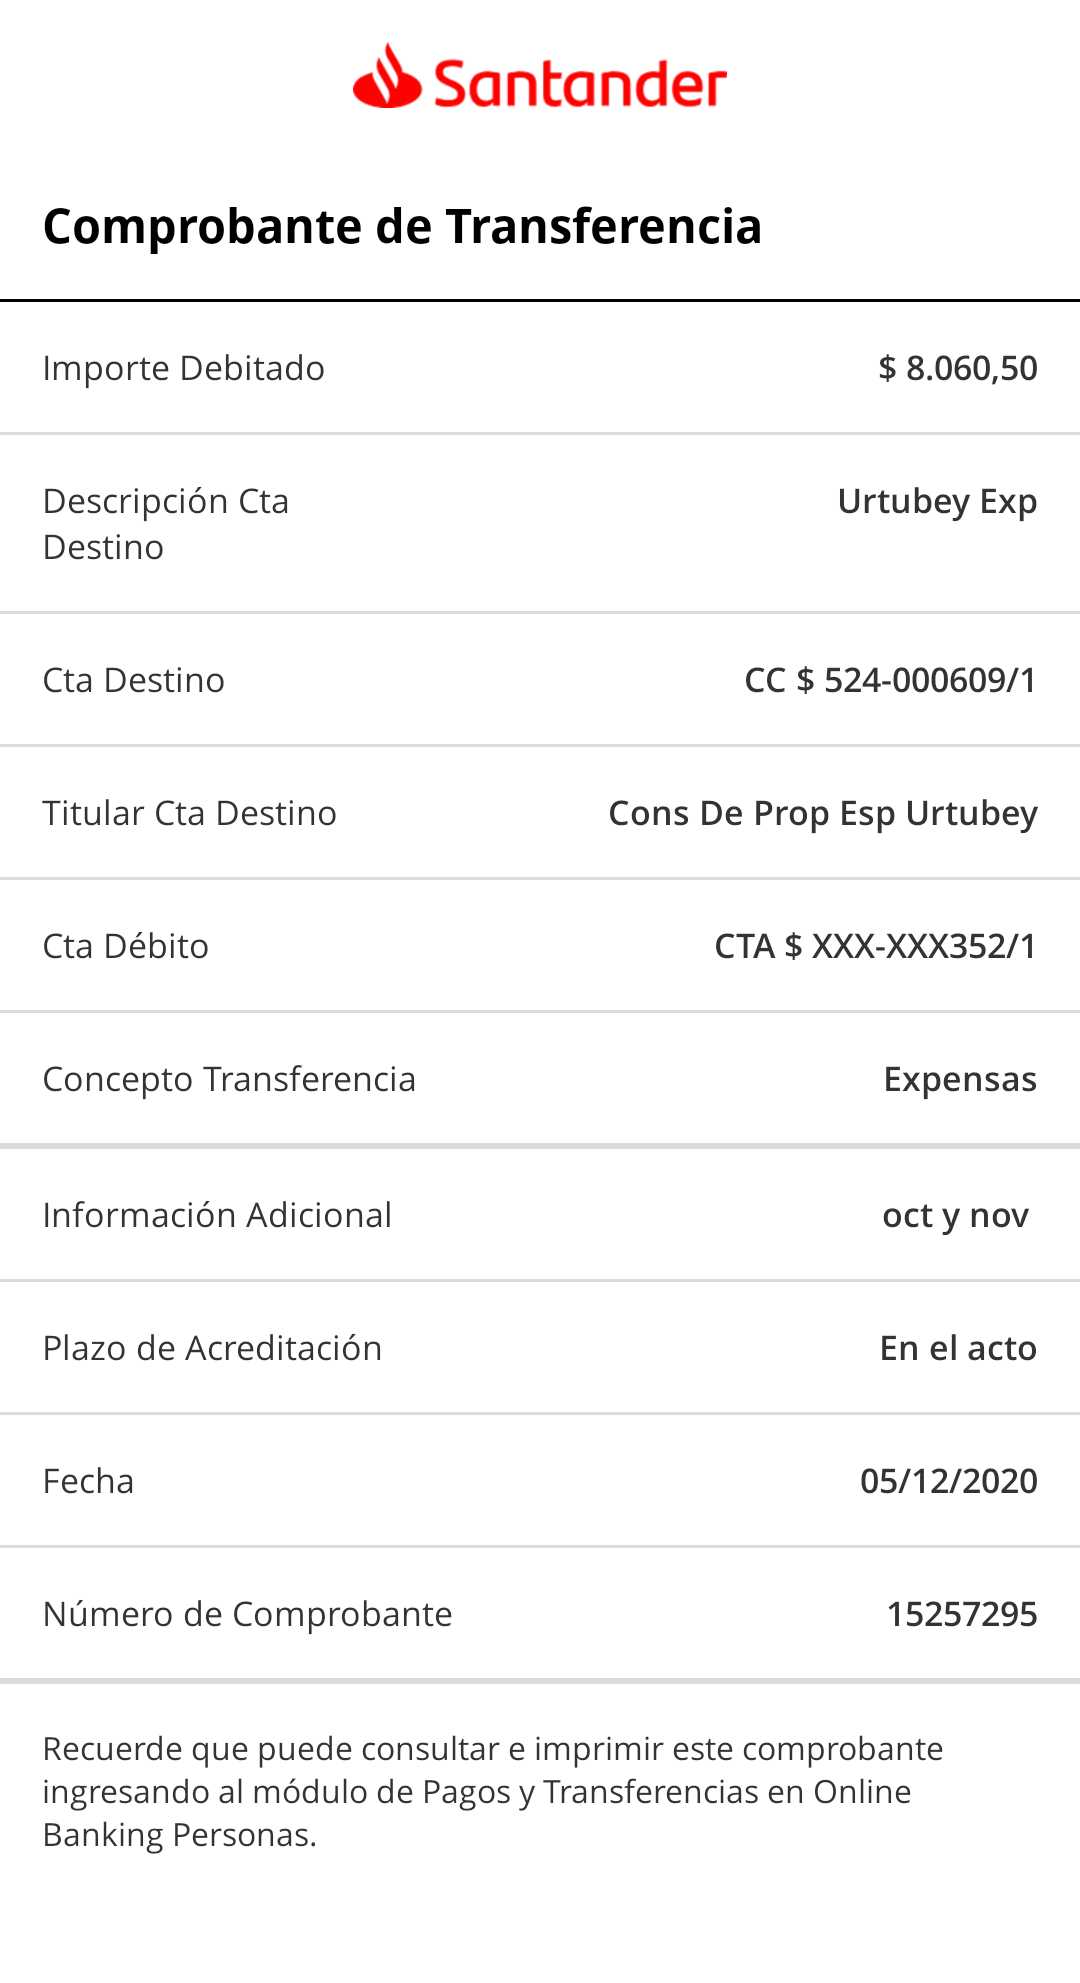 Santander
Comprobante de Transferencia
Importe Debitado $ 8.060,50
Descripción Cta Urtubey Exp
Destino
Cta Destino CC $ 524-000609/1
Titular Cta Destino Cons De Prop Esp Urtubey
Cta Débito CTA $ XXX-XXX352/1
Concepto Transferencia Expensas
Información Adicional oct y nov
Plazo de Acreditación En el acto
Fecha 05/12/2020
Número de Comprobante 15257295
Recuerde que puede consultar e imprimir este comprobante
ingresando al módulo de Pagos y Transferencias en Online
Banking Personas.